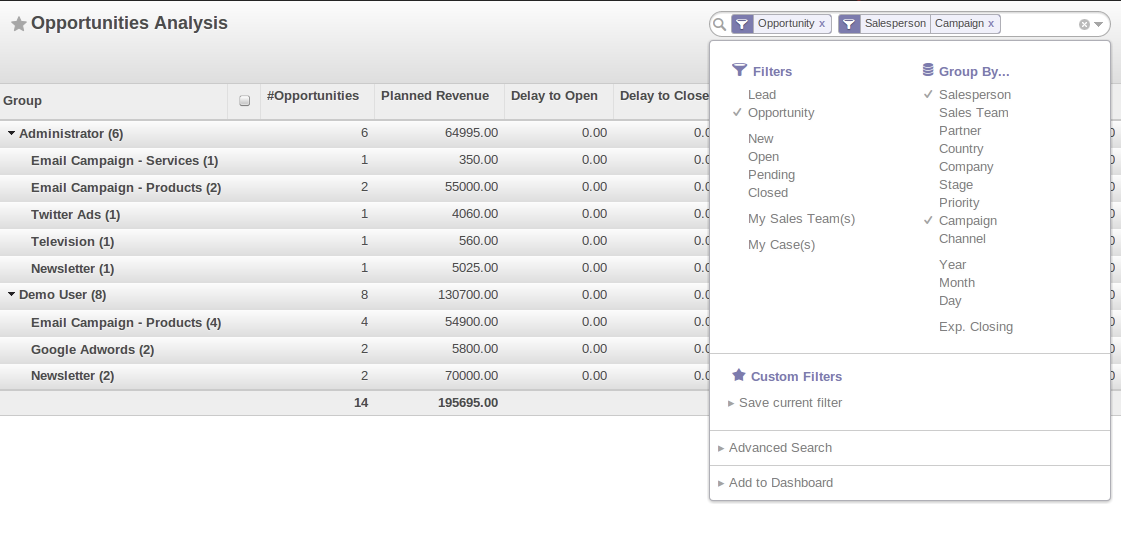 Opportunities Analysis
Opportunity x Salesperson Campaign x
Group #Opportunities Planned Revenue Delay to Open Delay to Close
Administrator (6) 6 64995.00 0.00 0.0
Email Campaign - Services (1) 1 350.00 0.00 0.0
Email Campaign - Products (2) 2 55000.00 0.00 0.0
Twitter Ads (1) 1 4060.00 0.00 0.0
Television (1) 1 560.00 0.00 0.0
Newsletter (1) 1 5025.00 0.00 0.0
Demo User (8) 8 130700.00 0.00 0.0
Email Campaign - Products (4) 4 54900.00 0.00 0.0
Google Adwords (2) 2 5800.00 0.00 0.0
Newsletter (2) 2 70000.00 0.00 0.0
14 195695.00
Filters
Lead
Opportunity
New
Open
Pending
Closed
My Sales Team(s)
My Case(s)
Group By...
Salesperson
Sales Team
Partner
Country
Company
Stage
Priority
Campaign
Channel
Year
Month
Day
Exp. Closing
Custom Filters
Save current filter
Advanced Search
Add to Dashboard